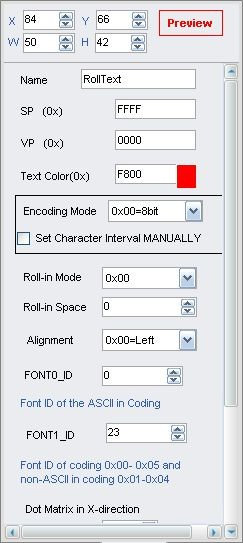 X 84 Y 66 Preview
W 50 H 42
Name RollText
SP (0x) FFFF
VP (0x) 0000
Text Color(0x) F800
Encoding Mode 0x00=8bit
Set Character Interval MANUALLY
Roll-in Mode 0x00
Roll-in Space 0
Alignment 0x00=Left
FONT0_ID 0
Font ID of the ASCII in Coding
FONT1_ID 23
Font ID of coding 0x00- 0x05 and
non-ASCII in coding 0x01-0x04
Dot Matrix in X-direction